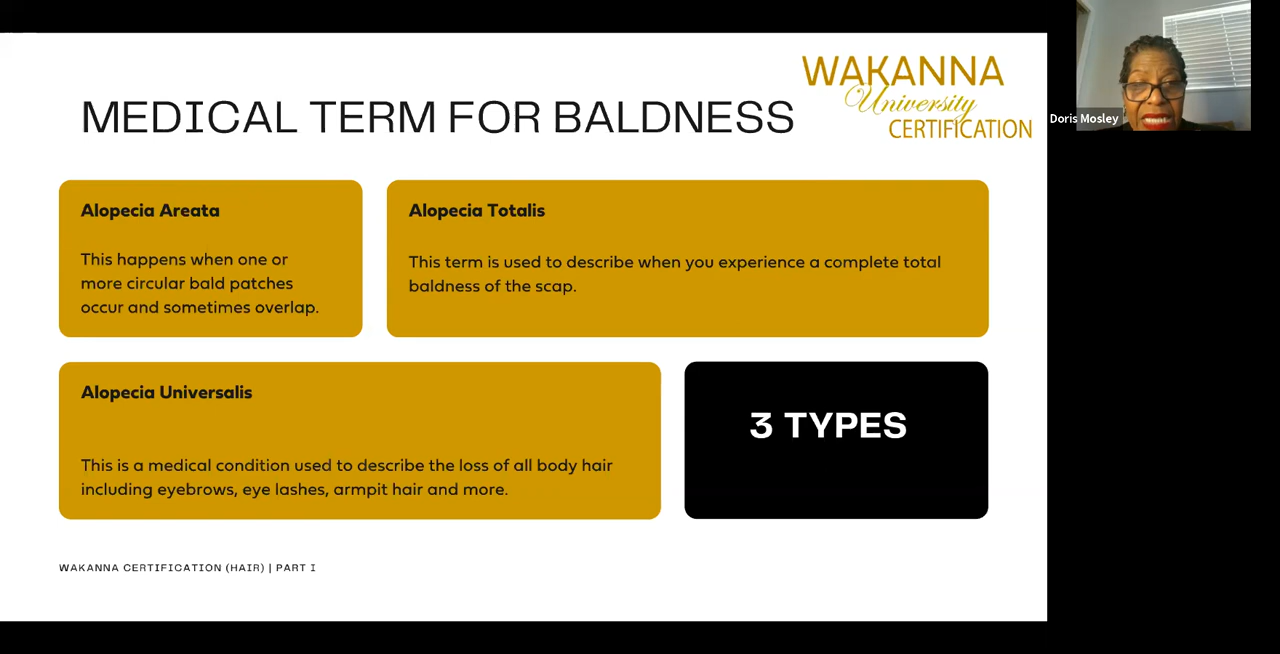 MEDICAL TERM FOR BALDNESS
WAKANNA
University
CERTIFICATION
Doris Mosley
Alopecia Areata
This happens when one or
more circular bald patches
occur and sometimes overlap.
Alopecia Totalis
This term is used to describe when you experience a complete total
baldness of the scap.
Alopecia Universalis
This is a medical condition used to describe the loss of all body hair
including eyebrows, eye lashes, armpit hair and more.
3 TYPES
WAKANNA CERTIFICATION (HAIR) | PART I